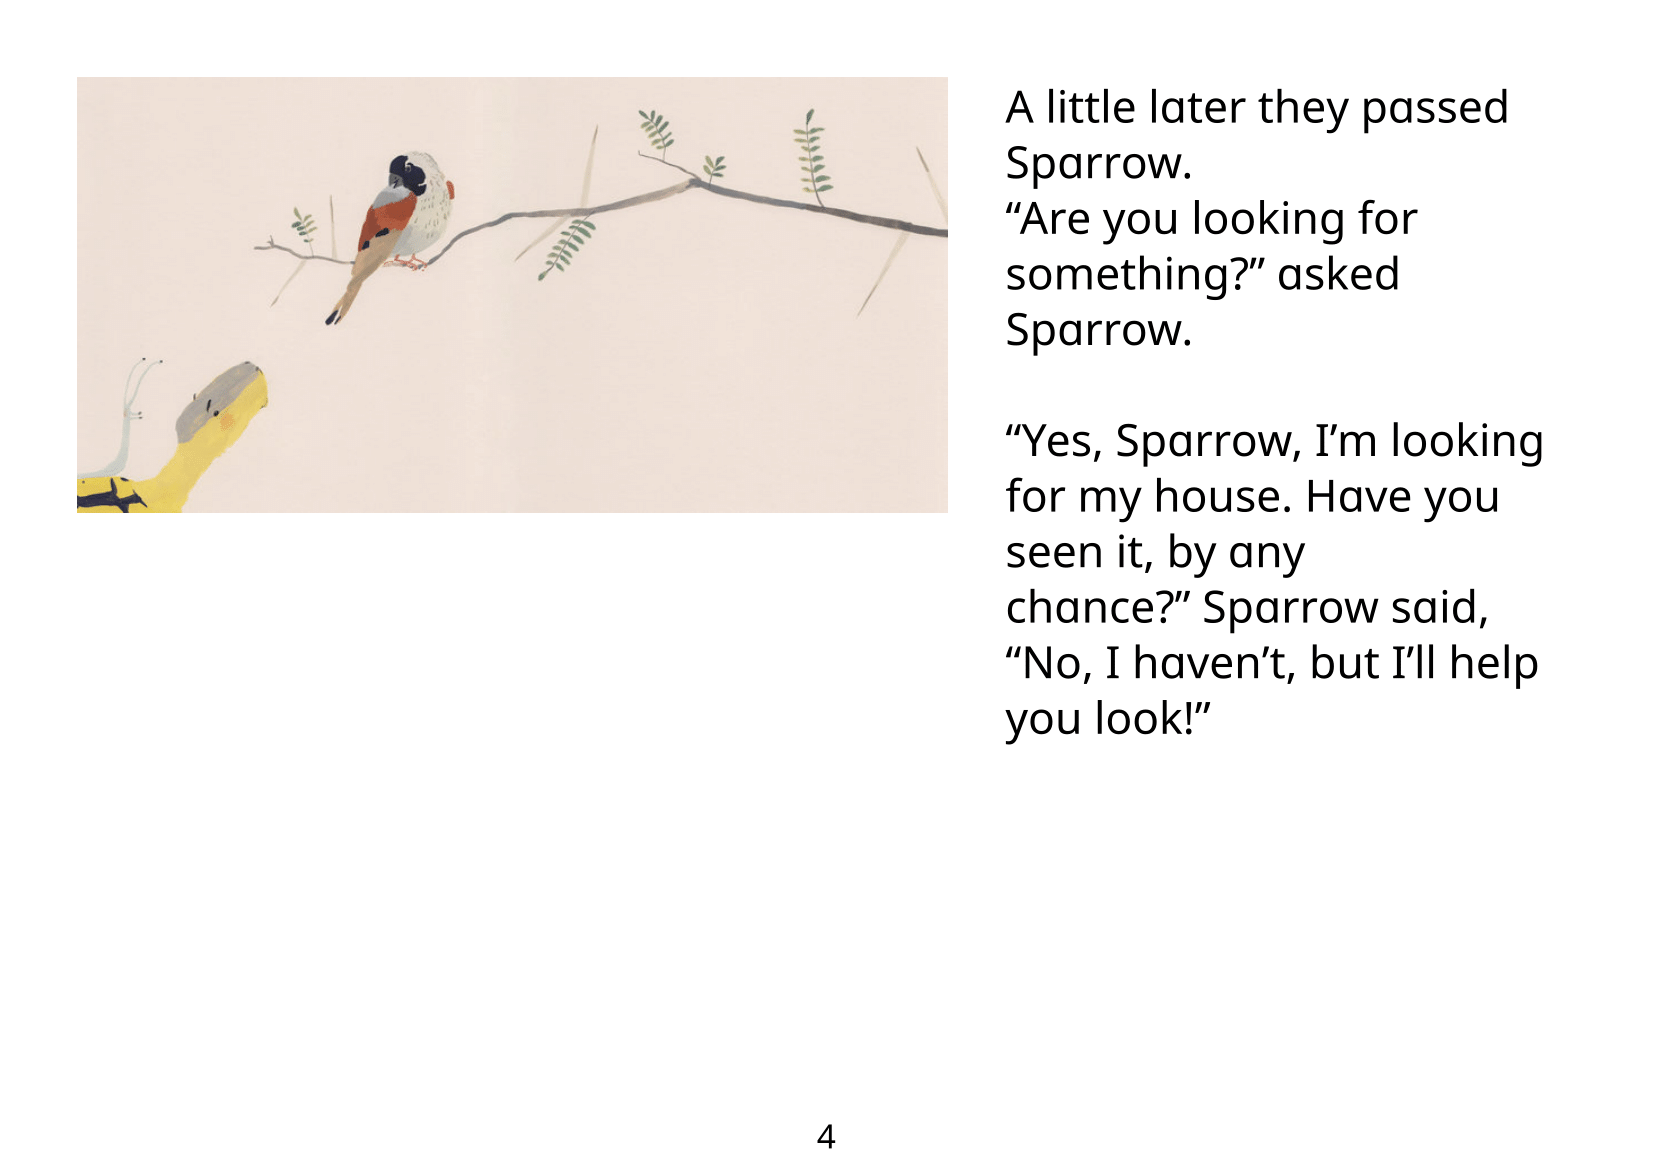 A little later they passed
Sparrow.
“Are you looking for
something?” asked
Sparrow.
“Yes, Sparrow, I’m looking
for my house. Have you
seen it, by any
chance?” Sparrow said,
“No, I haven’t, but I’ll help
you look!”
4